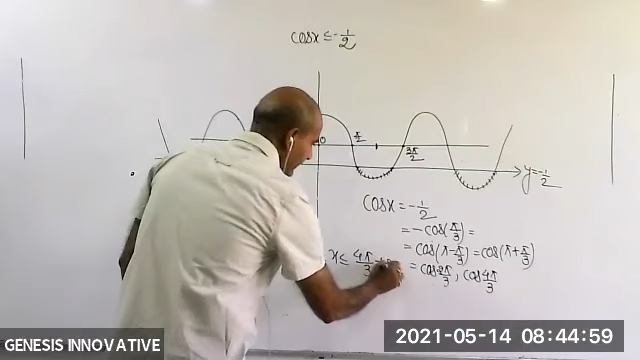 cosx ≤ -1/2
0
π/2
3π/2
y=-1/2
cosx = -1/2
= -cos(π/3) =
= cos(π-π/3) = cos(π+π/3)
= cos 2π/3, cos 4π/3
x ≤ 4π/3 +
GENESIS INNOVATIVE
2021-05-14 08:44:59